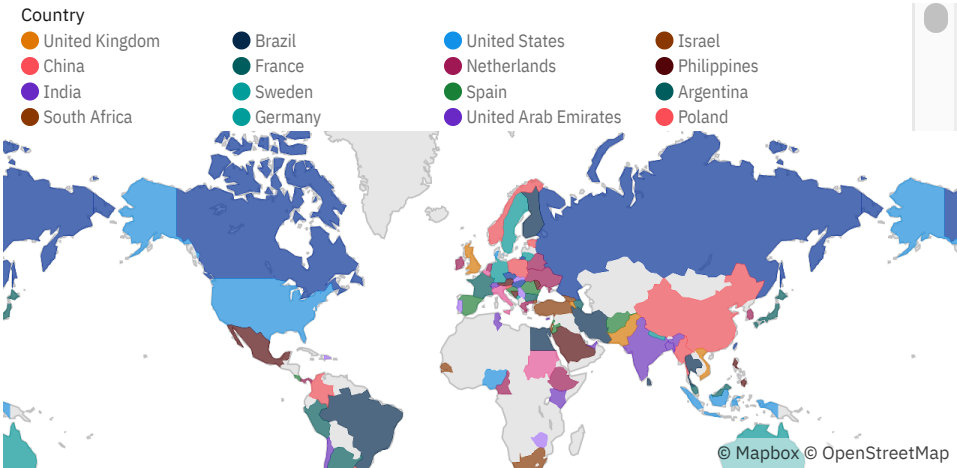 Country
United Kingdom Brazil United States Israel
China France Netherlands Philippines
India Sweden Spain Argentina
South Africa Germany United Arab Emirates Poland
© Mapbox © OpenStreetMap